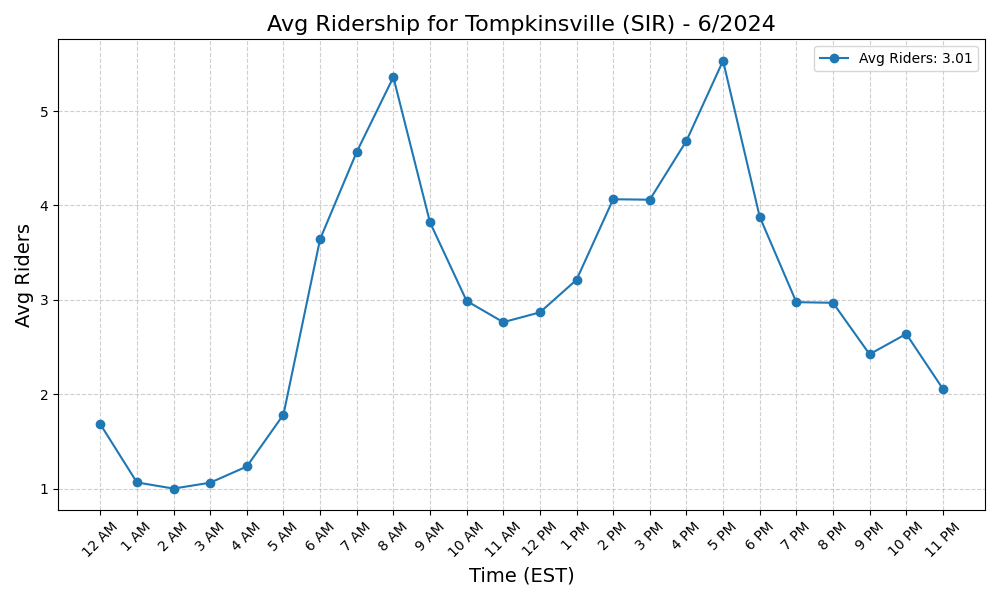 Avg Ridership for Tompkinsville (SIR) - 6/2024
Avg Riders: 3.01
Avg Riders
5
4
3
2
1
12 AM
1 AM
2 AM
3 AM
4 AM
5 AM
6 AM
7 AM
8 AM
9 AM
10 AM
11 AM
12 PM
1 PM
2 PM
3 PM
4 PM
5 PM
6 PM
7 PM
8 PM
9 PM
10 PM
11 PM
Time (EST)